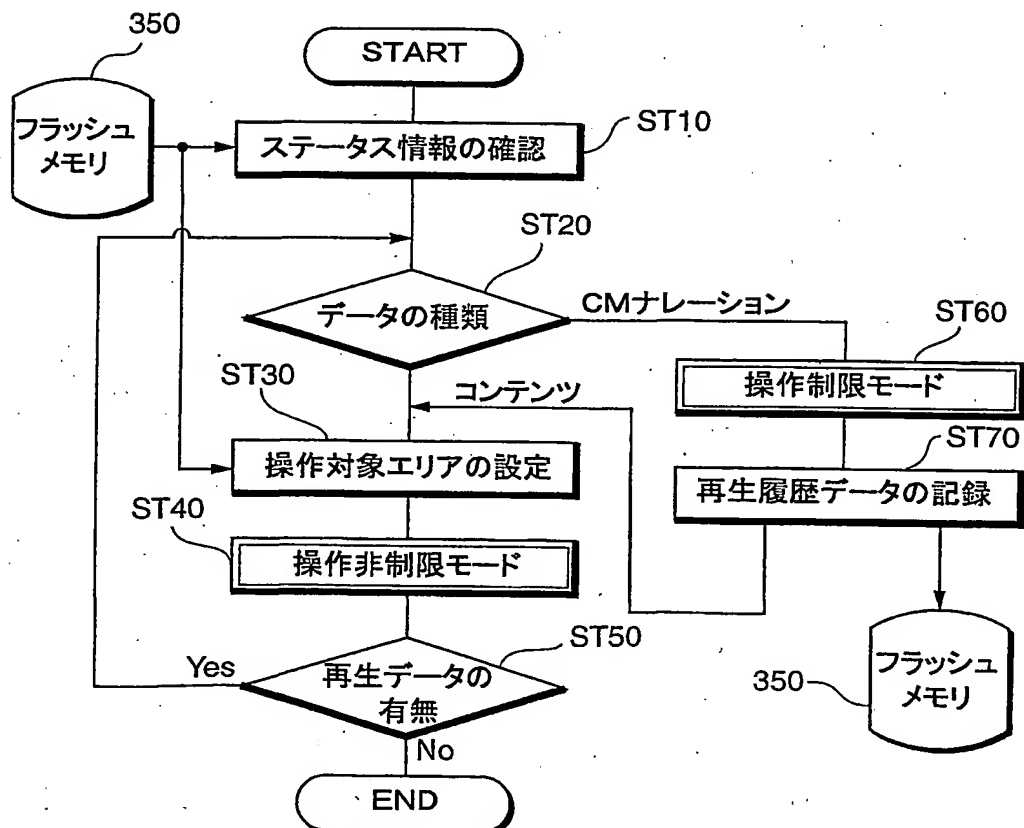 350
START
フラッシュ
メモリ
ステータス情報の確認
ST10
ST20
データの種類
CMナレーション
ST60
操作制限モード
ST30
コンテンツ
ST70
操作対象エリアの設定
再生履歴データの記録
ST40
操作非制限モード
ST50
Yes
再生データの
有無
No
END
350
フラッシュ
メモリ